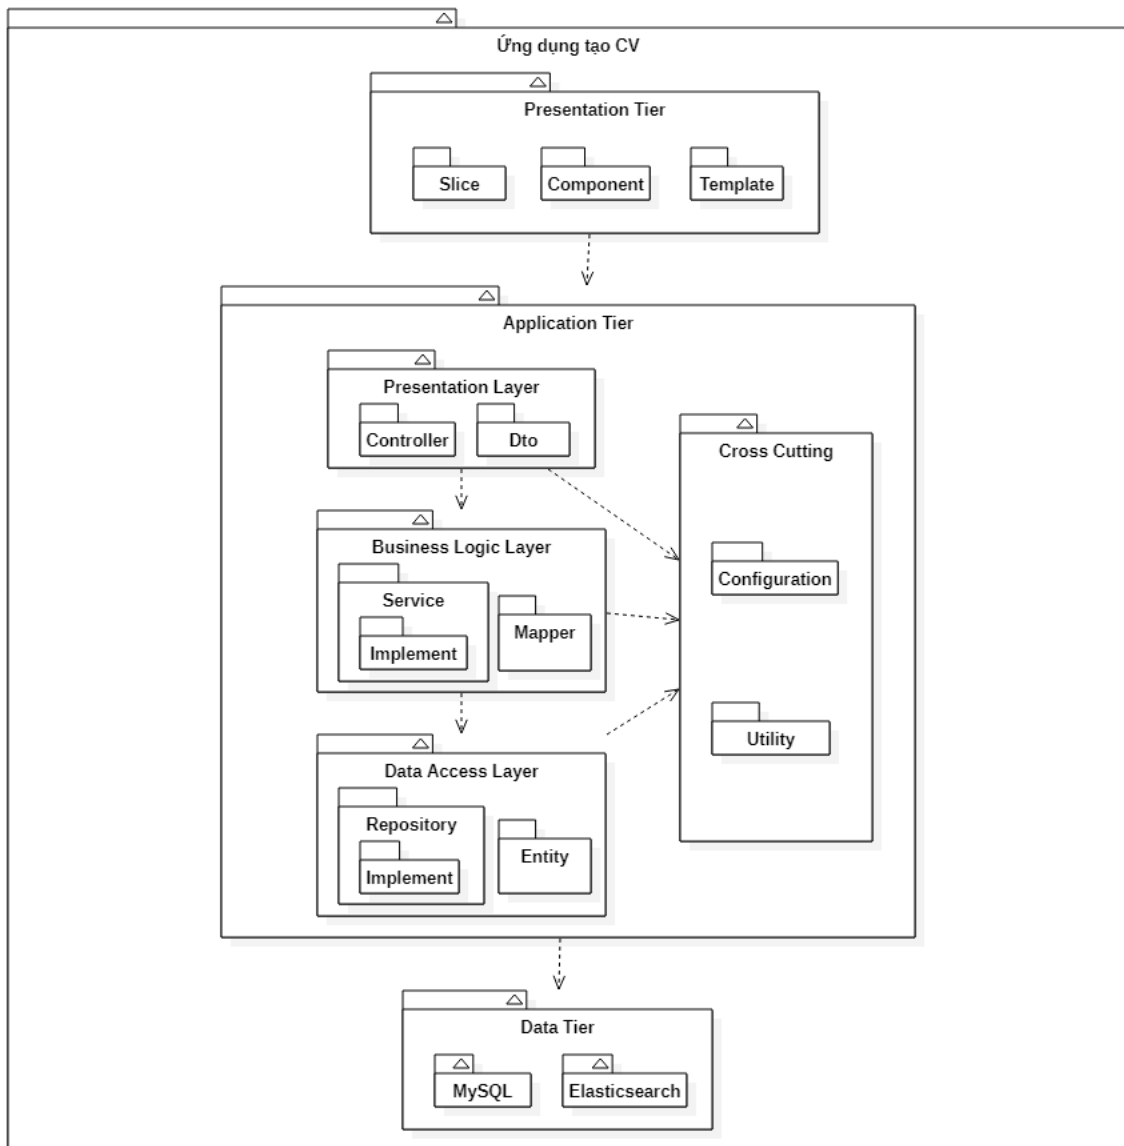 Ứng dụng tạo CV
Presentation Tier
Slice
Component
Template
Application Tier
Presentation Layer
Controller
Dto
Cross Cutting
Business Logic Layer
Configuration
Service
Mapper
Implement
Utility
Data Access Layer
Repository
Entity
Implement
Data Tier
MySQL
Elasticsearch